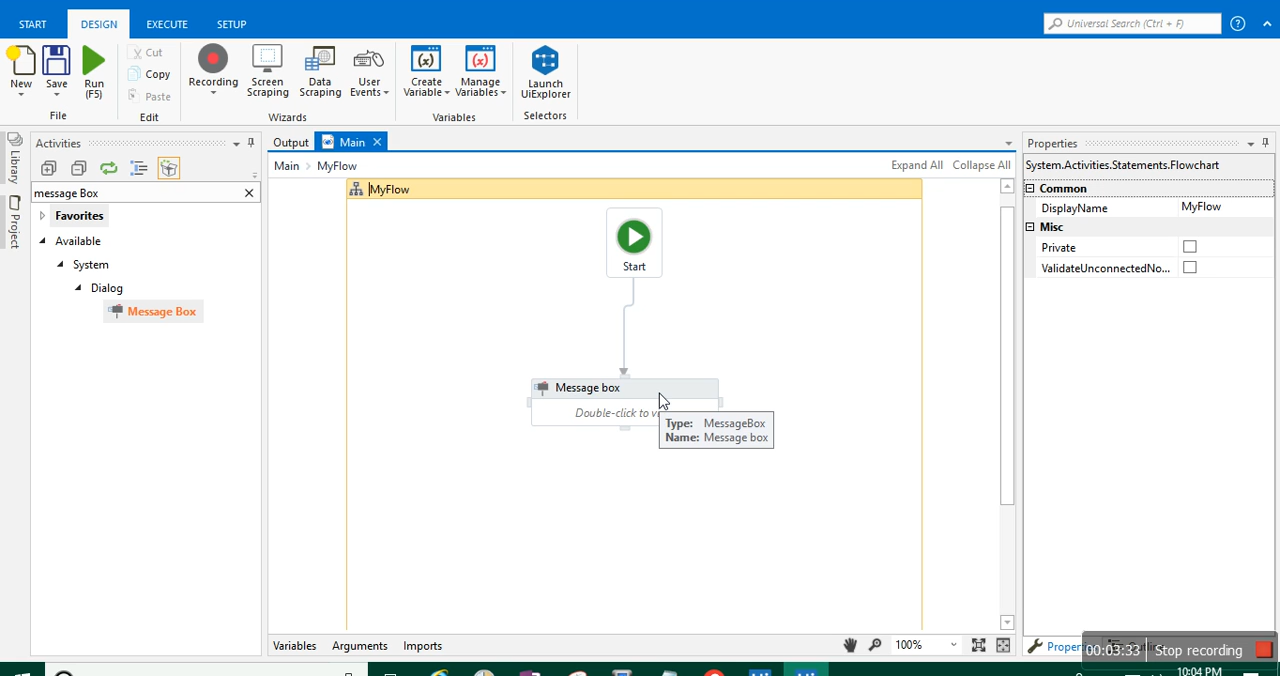 START DESIGN EXECUTE SETUP
Universal Search (Ctrl + F)
New
Save
Run
(F5)
Cut
Copy
Paste
Recording
Screen
Scraping
Data
Scraping
User
Events
Create
Variable
Manage
Variables
Launch
UiExplorer
File
Edit
Wizards
Variables
Selectors
Library
Project
Activities
message Box
Favorites
Available
System
Dialog
Message Box
Output Main
Main > MyFlow
Expand All Collapse All
MyFlow
Start
Message box
Double-click to v
Type: MessageBox
Name: Message box
Variables Arguments Imports
100%
Properties
System.Activities.Statements.Flowchart
Common
DisplayName MyFlow
Misc
Private
ValidateUnconnectedNo...
00:03:33 Stop recording
10:04 PM